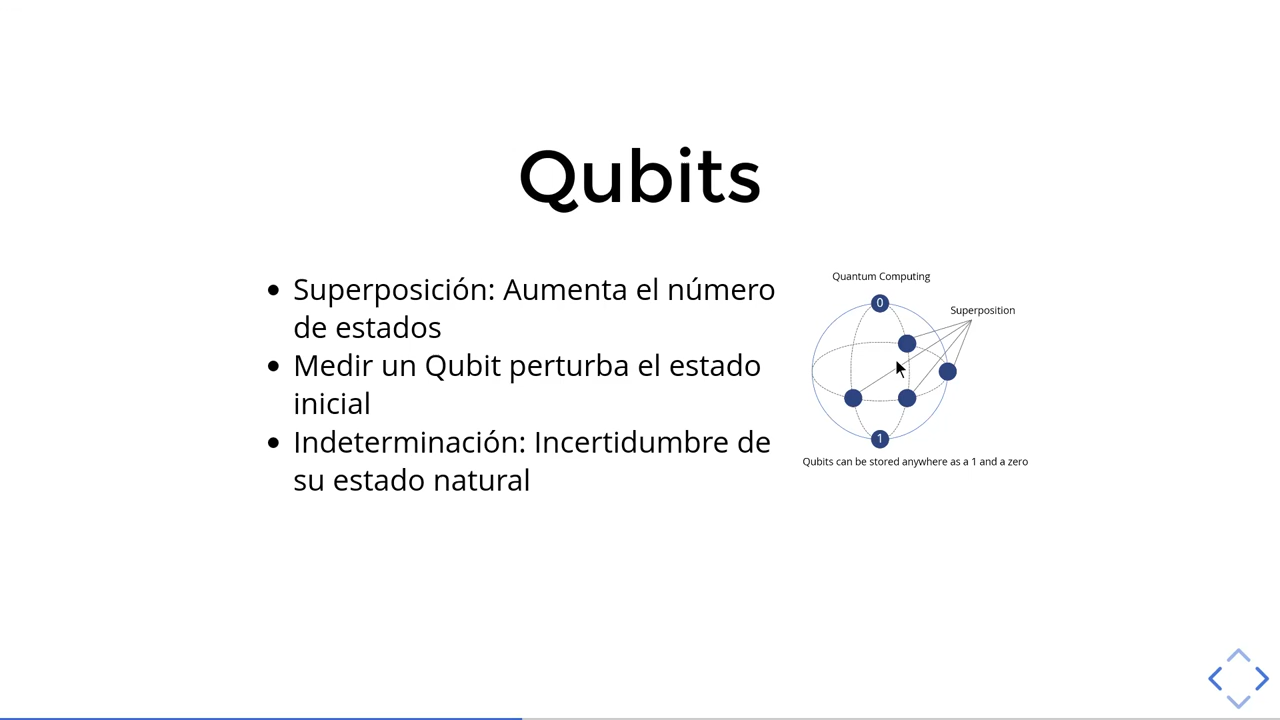 Qubits
Superposición: Aumenta el número
de estados
Medir un Qubit perturba el estado
inicial
Indeterminación: Incertidumbre de
su estado natural
Quantum Computing
0
Superposition
1
Qubits can be stored anywhere as a 1 and a zero